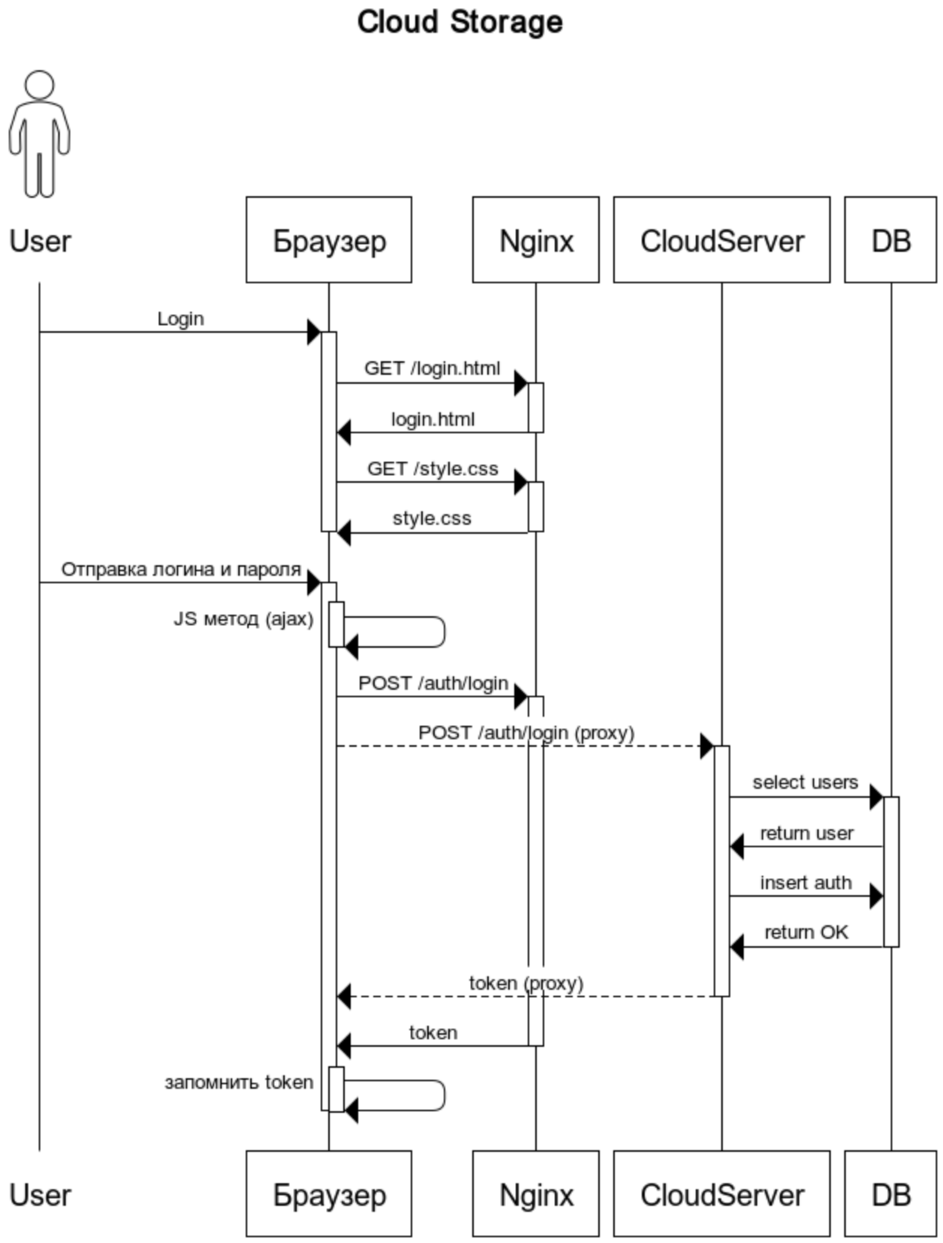 Cloud Storage
User
Браузер
Nginx
CloudServer
DB
Login
GET /login.html
login.html
GET /style.css
style.css
Отправка логина и пароля
JS метод (ajax)
POST /auth/login
POST /auth/login (proxy)
select users
return user
insert auth
return OK
token (proxy)
token
запомнить token
User
Браузер
Nginx
CloudServer
DB